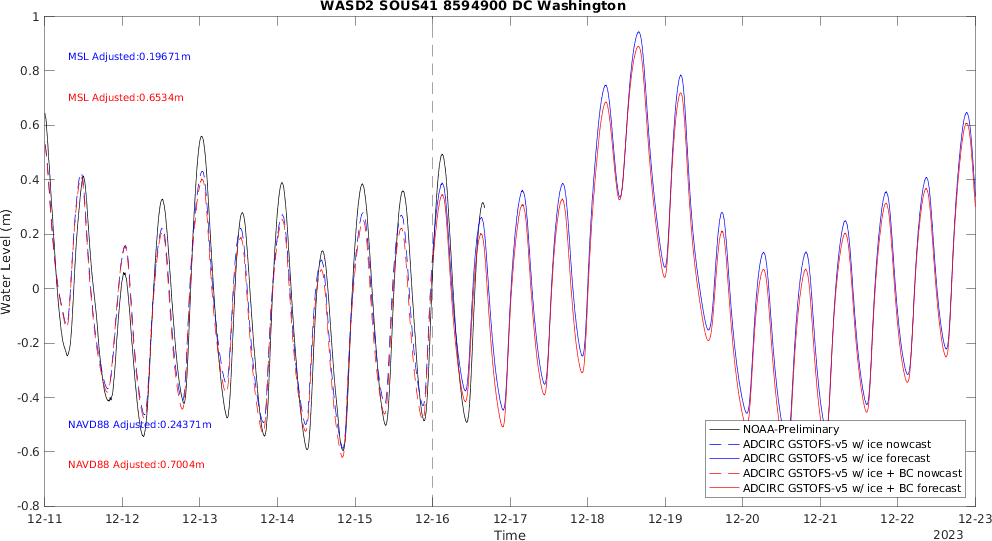 WASD2 SOUS41 8594900 DC Washington
MSL Adjusted:0.19671m
MSL Adjusted:0.6534m
NAVD88 Adjusted:0.24371m
NAVD88 Adjusted:0.7004m
Water Level (m)
1
0.8
0.6
0.4
0.2
0
-0.2
-0.4
-0.6
-0.8
NOAA-Preliminary
ADCIRC GSTOFS-v5 w/ ice nowcast
ADCIRC GSTOFS-v5 w/ ice forecast
ADCIRC GSTOFS-v5 w/ ice + BC nowcast
ADCIRC GSTOFS-v5 w/ ice + BC forecast
12-11 12-12 12-13 12-14 12-15 12-16 12-17 12-18 12-19 12-20 12-21 12-22 12-23
Time
2023